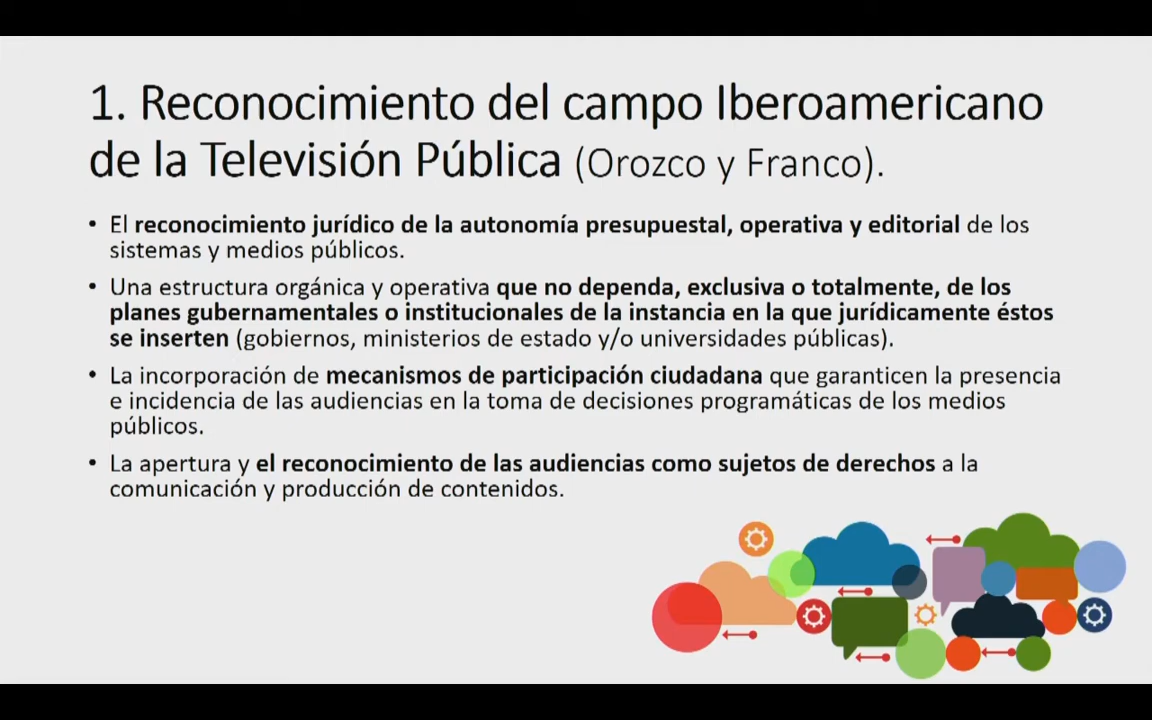 1. Reconocimiento del campo Iberoamericano
de la Televisión Pública (Orozco y Franco).
• El reconocimiento jurídico de la autonomía presupuestal, operativa y editorial de los
sistemas y medios públicos.
• Una estructura orgánica y operativa que no dependa, exclusiva o totalmente, de los
planes gubernamentales o institucionales de la instancia en la que jurídicamente éstos
se inserten (gobiernos, ministerios de estado y/o universidades públicas).
• La incorporación de mecanismos de participación ciudadana que garanticen la presencia
e incidencia de las audiencias en la toma de decisiones programáticas de los medios
públicos.
• La apertura y el reconocimiento de las audiencias como sujetos de derechos a la
comunicación y producción de contenidos.